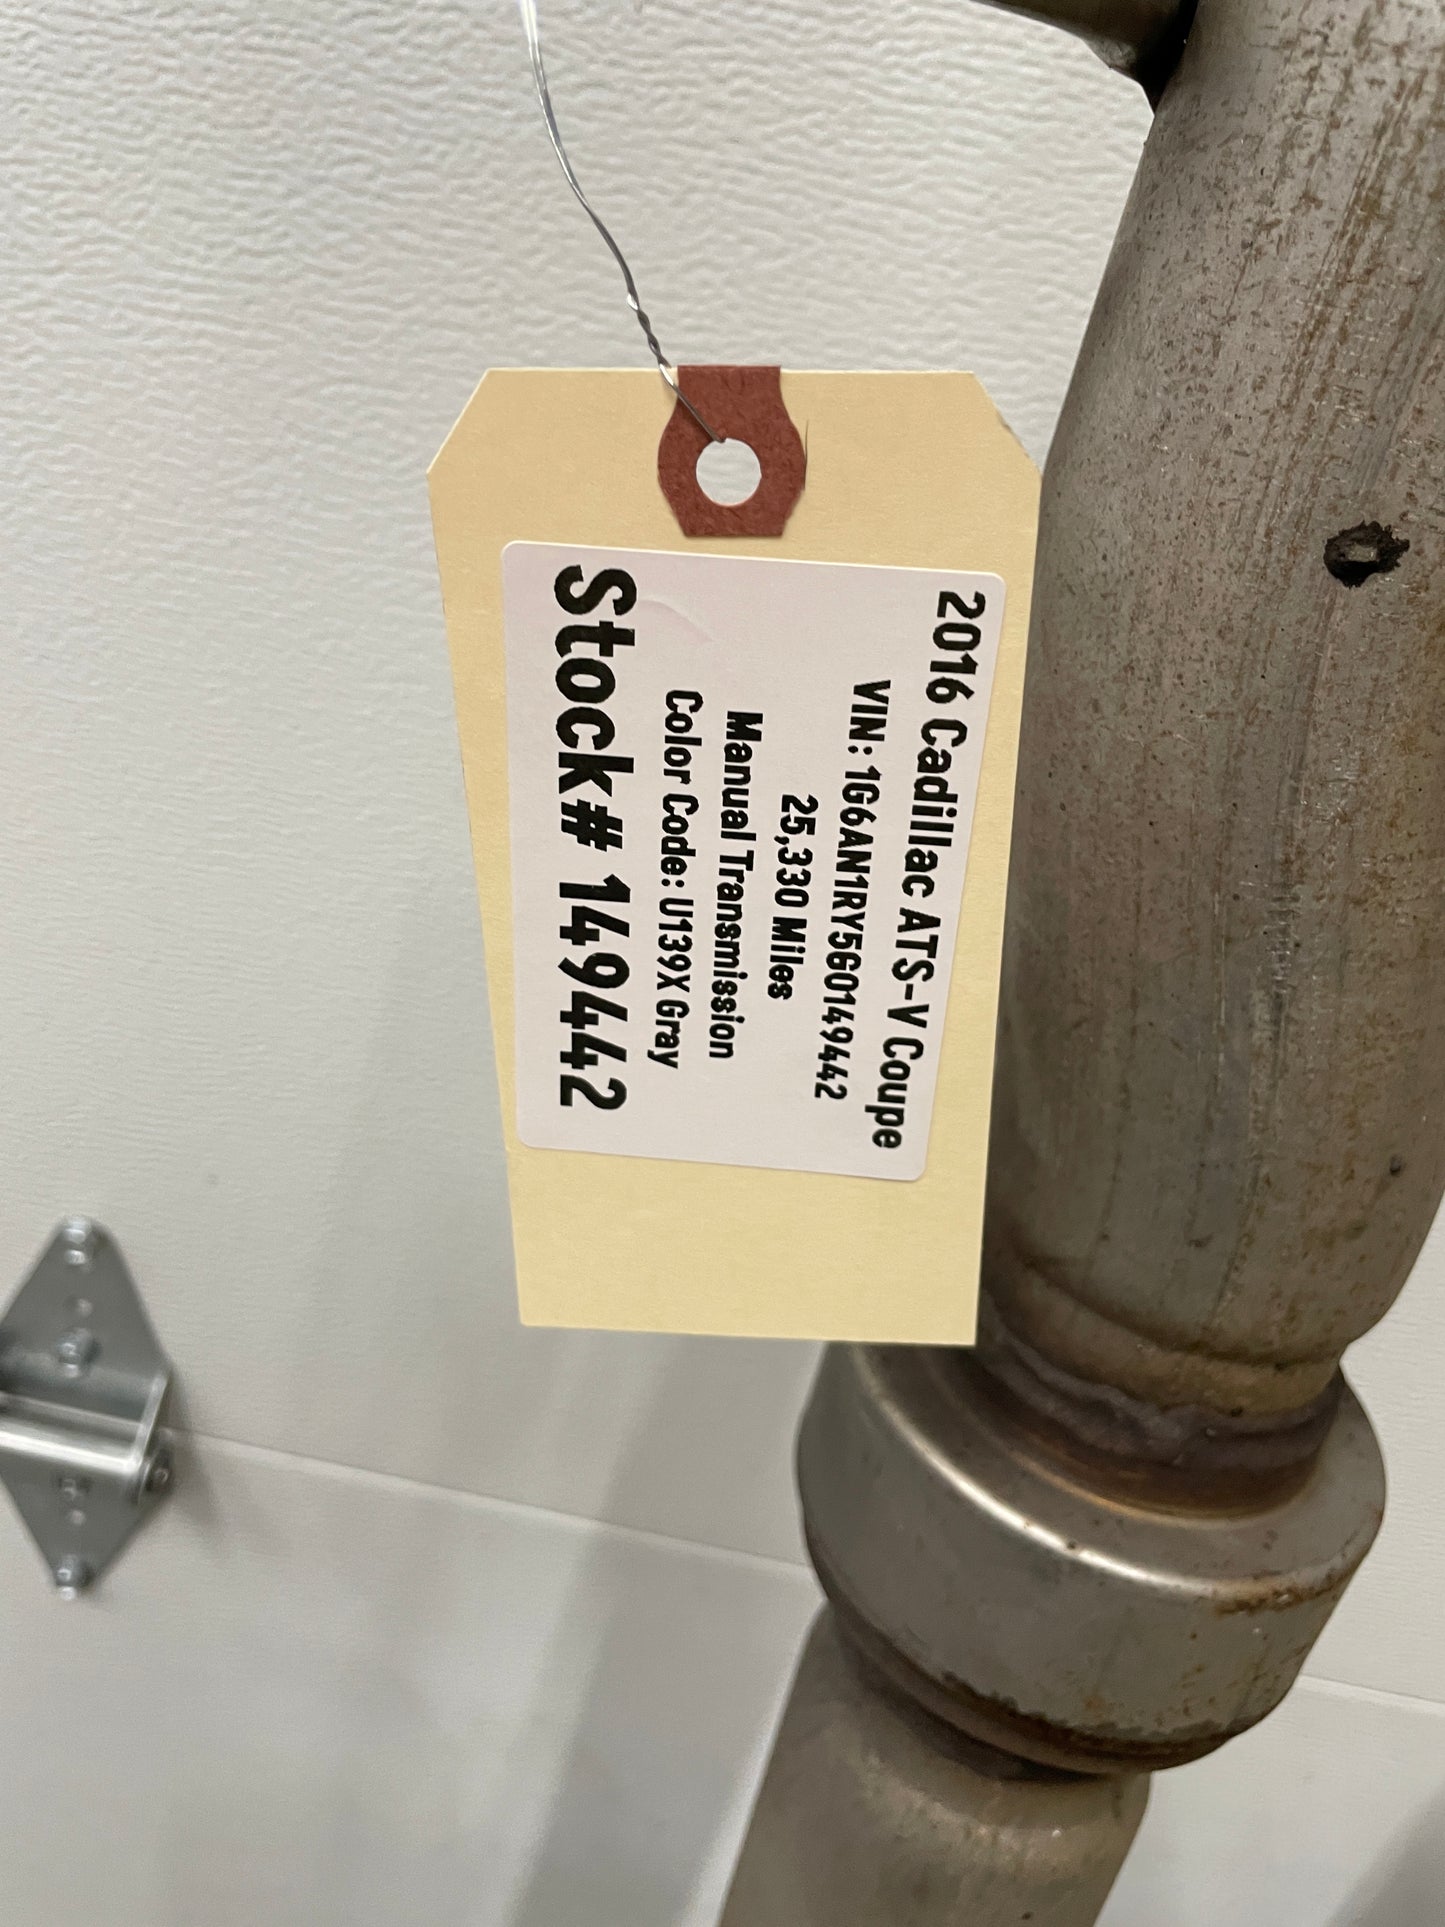 2016 Cadillac ATS-V Coupe
VIN: 1G6AN1RY5G0149442
25,330 Miles
Manual Transmission
Color Code: U139X Gray
Stock# 149442